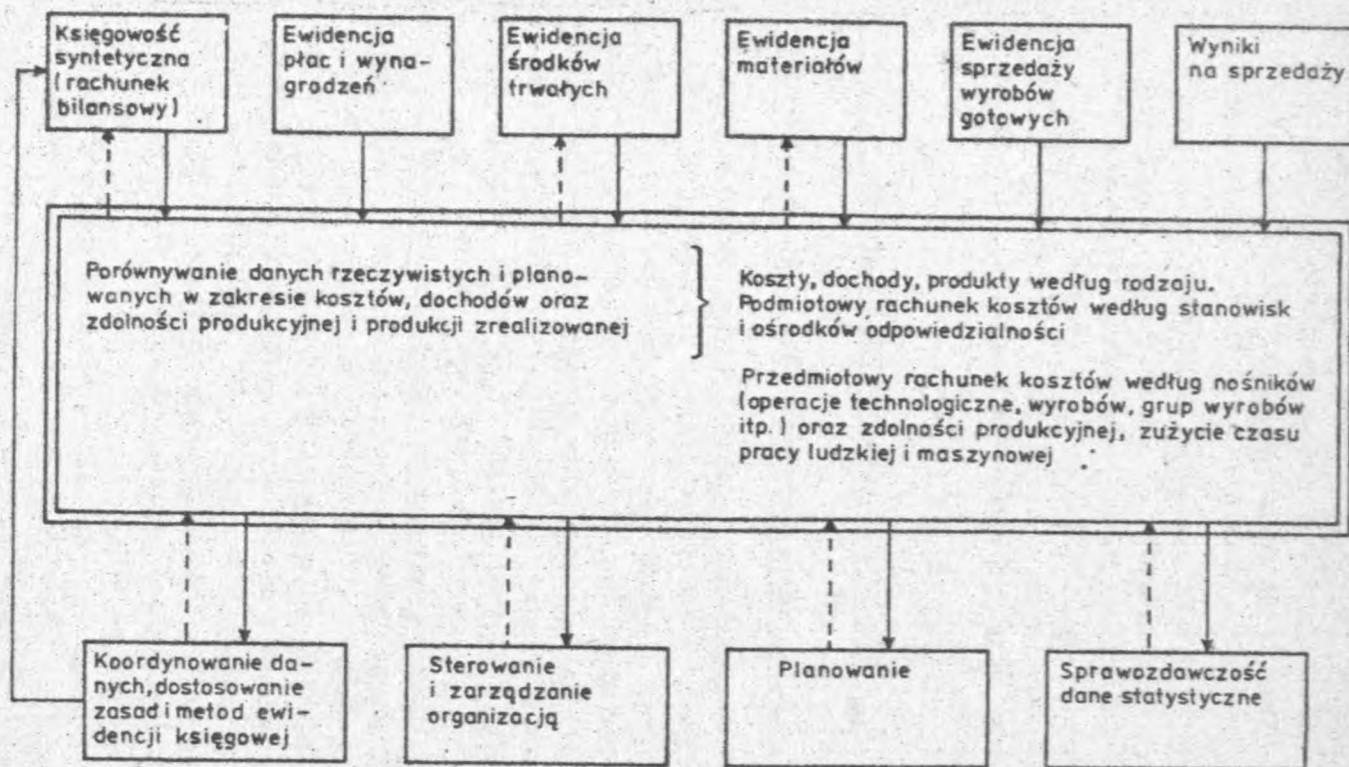 Księgowość
syntetyczna
(rachunek
bilansowy)
Ewidencja
płac i wyna-
grodzeń
Ewidencja
środków
trwałych
Ewidencja
materiałów
Ewidencja
sprzedaży
wyrobów
gotowych
Wyniki
na sprzedaży
Porównywanie danych rzeczywistych i plano-
wanych w zakresie kosztów, dochodów oraz
zdolności produkcyjnej i produkcji zrealizowanej
Koszty, dochody, produkty według rodzaju.
Podmiotowy rachunek kosztów według stanowisk
i ośrodków odpowiedzialności
Przedmiotowy rachunek kosztów według nośników
(operacje technologiczne, wyrobów, grup wyrobów
itp.) oraz zdolności produkcyjnej, zużycie czasu
pracy ludzkiej i maszynowej
Koordynowanie da-
nych, dostosowanie
zasad i metod ewi-
dencji księgowej
Sterowanie
i zarządzanie
organizacją
Planowanie
Sprawozdawczość
dane statystyczne